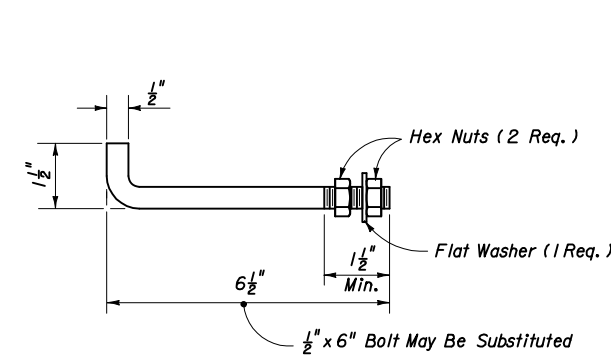 1/2"
Hex Nuts (2 Req.)
1 1/2"
Flat Washer (1 Req.)
1 1/2"
Min.
6 1/2"
1/2" x 6" Bolt May Be Substituted